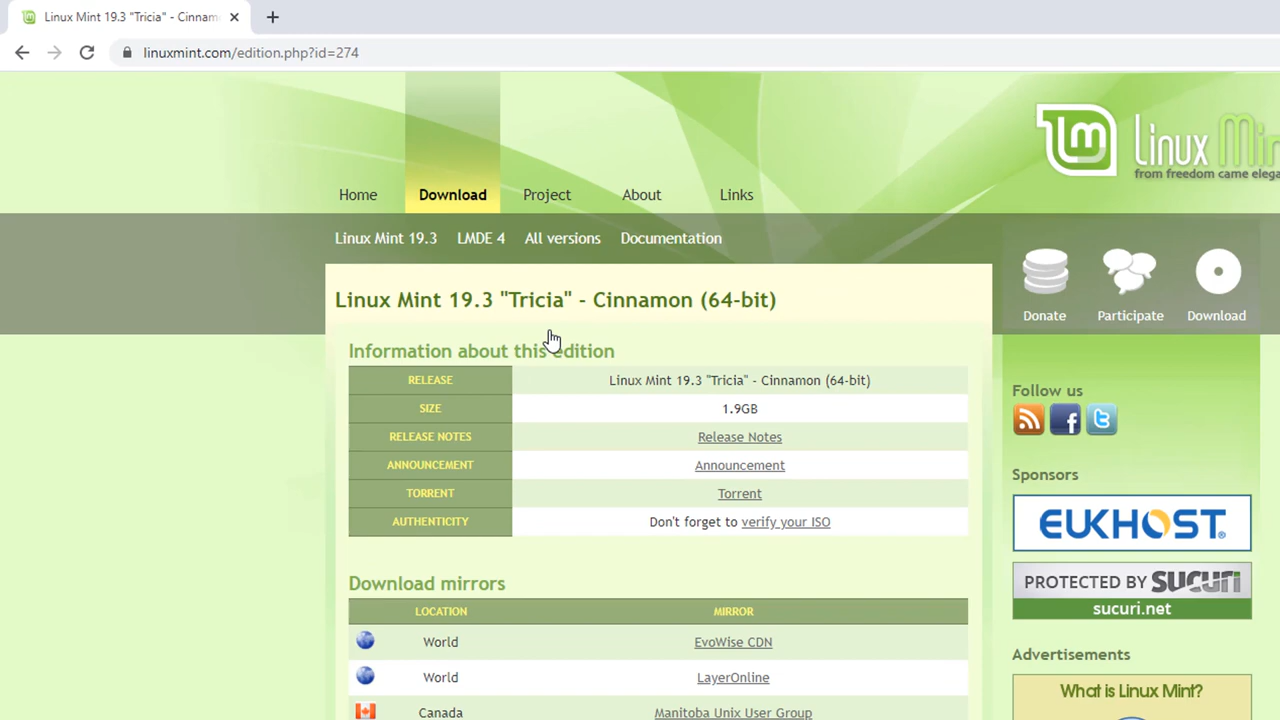 Linux Mint 19.3 "Tricia" - Cinnam
linuxmint.com/edition.php?id=274
lm Linux Min
from freedom came elega
Home Download Project About Links
Linux Mint 19.3 LMDE 4 All versions Documentation
Donate Participate Download
Linux Mint 19.3 "Tricia" - Cinnamon (64-bit)
Information about this edition
RELEASE Linux Mint 19.3 "Tricia" - Cinnamon (64-bit)
SIZE 1.9GB
RELEASE NOTES Release Notes
ANNOUNCEMENT Announcement
TORRENT Torrent
AUTHENTICITY Don't forget to verify your ISO
Download mirrors
LOCATION MIRROR
World EvoWise CDN
World LayerOnline
Canada Manitoba Unix User Group
Follow us
f t
Sponsors
EUKHOST
PROTECTED BY SUCURI
sucuri.net
Advertisements
What is Linux Mint?